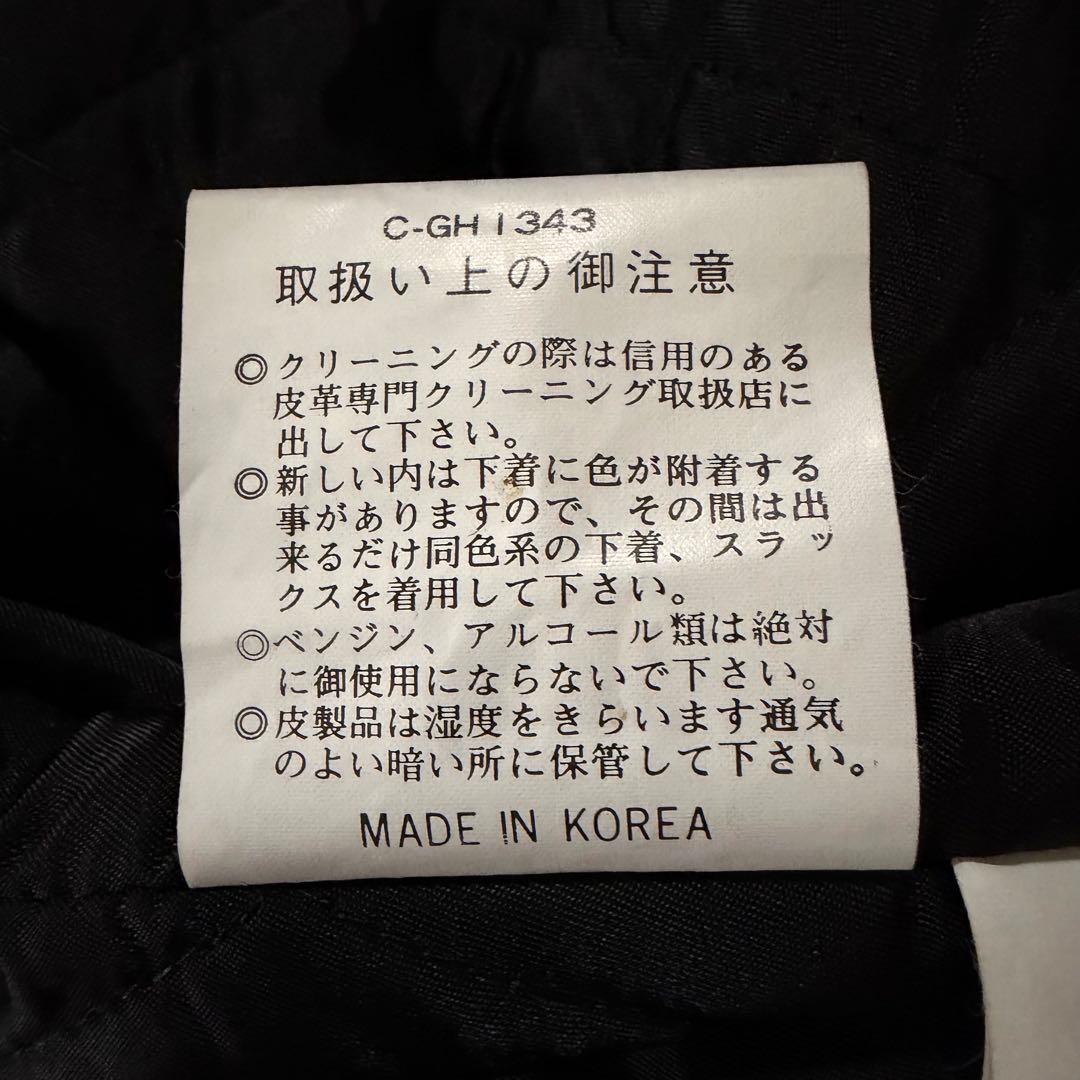 C-GH1343
取扱い上の御注意
◎クリーニングの際は信用のある
皮革専門クリーニング取扱店に
出して下さい。
◎新しい内は下着に色が附着する
事がありますので、その間は出
来るだけ同色系の下着、スラッ
クスを着用して下さい。
◎ベンジン、アルコール類は絶対
に御使用にならないで下さい。
◎皮製品は湿度をきらいます通気
のよい暗い所に保管して下さい。
MADE IN KOREA